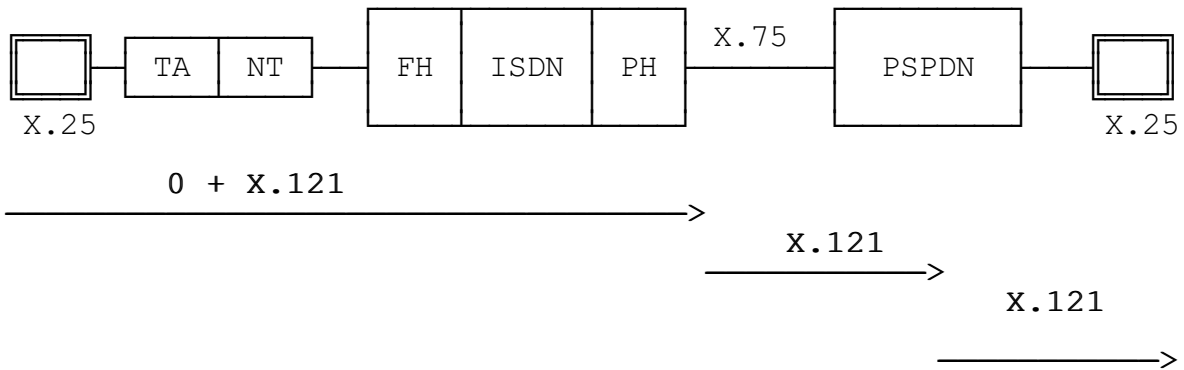 X.75
TA NT FH ISDN PH PSPDN
X.25 X.25
0 + X.121
X.121
X.121